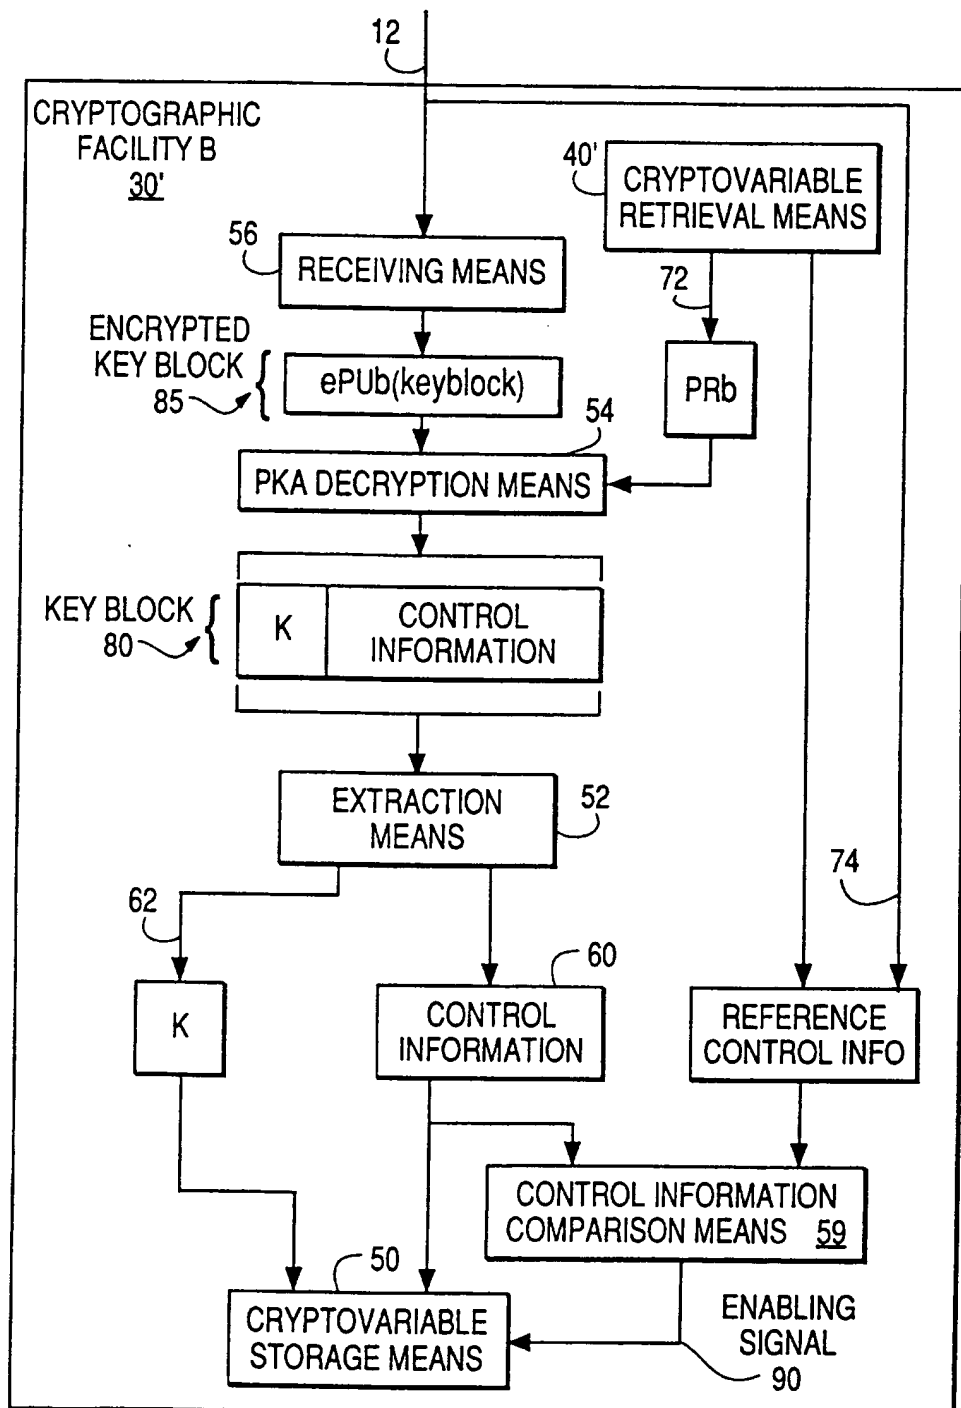 12
CRYPTOGRAPHIC
FACILITY B
30'
40'
CRYPTOVARIABLE
RETRIEVAL MEANS
56
RECEIVING MEANS
72
ENCRYPTED
KEY BLOCK
85
ePUb(keyblock)
PRb
54
PKA DECRYPTION MEANS
KEY BLOCK
80
K
CONTROL
INFORMATION
EXTRACTION
MEANS
52
62
74
60
K
CONTROL
INFORMATION
REFERENCE
CONTROL INFO
CONTROL INFORMATION
COMPARISON MEANS 59
50
CRYPTOVARIABLE
STORAGE MEANS
ENABLING
SIGNAL
90